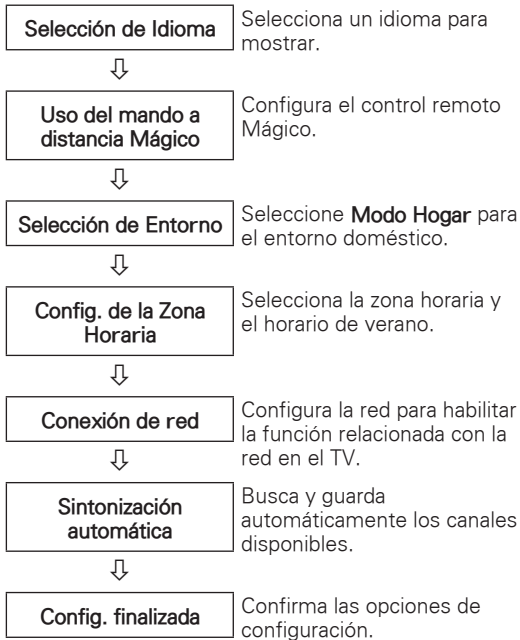 Selección de Idioma
Selecciona un idioma para
mostrar.
Uso del mando a
distancia Mágico
Configura el control remoto
Mágico.
Selección de Entorno
Seleccione Modo Hogar para
el entorno doméstico.
Config. de la Zona
Horaria
Selecciona la zona horaria y
el horario de verano.
Conexión de red
Configura la red para habilitar
la función relacionada con la
red en el TV.
Sintonización
automática
Busca y guarda
automáticamente los canales
disponibles.
Config. finalizada
Confirma las opciones de
configuración.